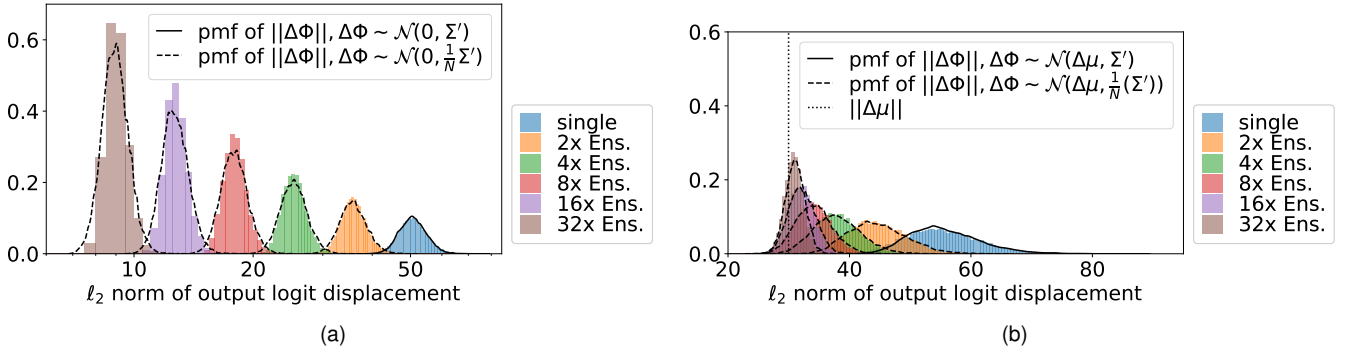 0.6
0.4
0.2
0.0
pmf of ||ΔΦ||, ΔΦ ~ 𝒩(0, Σ′)
pmf of ||ΔΦ||, ΔΦ ~ 𝒩(0, 1/N Σ′)
single
2x Ens.
4x Ens.
8x Ens.
16x Ens.
32x Ens.
10 20 50
ℓ₂ norm of output logit displacement
(a)
0.6
0.4
0.2
0.0
pmf of ||ΔΦ||, ΔΦ ~ 𝒩(Δμ, Σ′)
pmf of ||ΔΦ||, ΔΦ ~ 𝒩(Δμ, 1/N (Σ′))
||Δμ||
single
2x Ens.
4x Ens.
8x Ens.
16x Ens.
32x Ens.
20 40 60 80
ℓ₂ norm of output logit displacement
(b)